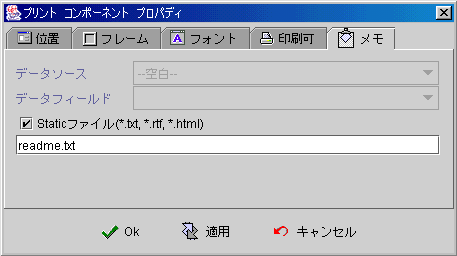 プリント コンポーネント プロパティ
位置 フレーム フォント 印刷可 メモ
データソース --空白--
データフィールド
Staticファイル(*.txt, *.rtf, *.html)
readme.txt
Ok 適用 キャンセル